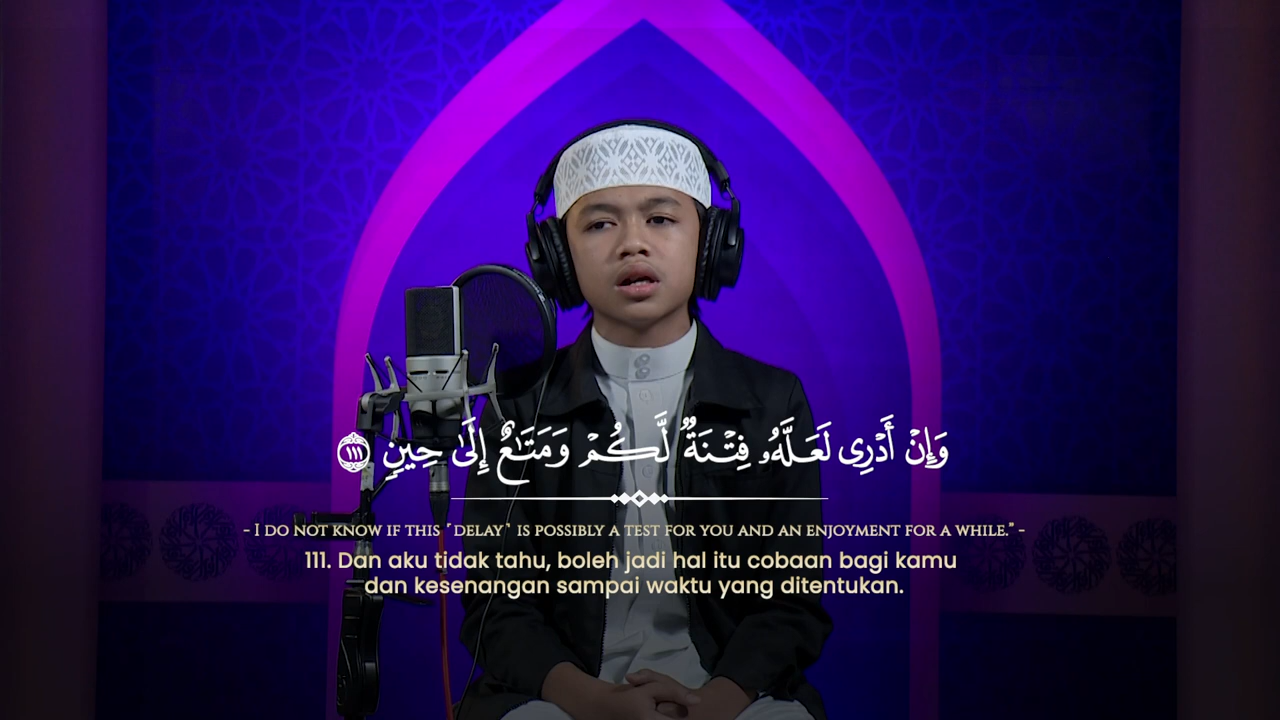 وَإِنْ أَدْرِى لَعَلَّهُۥ فِتْنَةٌ لَّكُمْ وَمَتَـٰعٌ إِلَىٰ حِينٍ ١١١
- I DO NOT KNOW IF THIS ˹DELAY˺ IS POSSIBLY A TEST FOR YOU AND AN ENJOYMENT FOR A WHILE.” -
111. Dan aku tidak tahu, boleh jadi hal itu cobaan bagi kamu
dan kesenangan sampai waktu yang ditentukan.